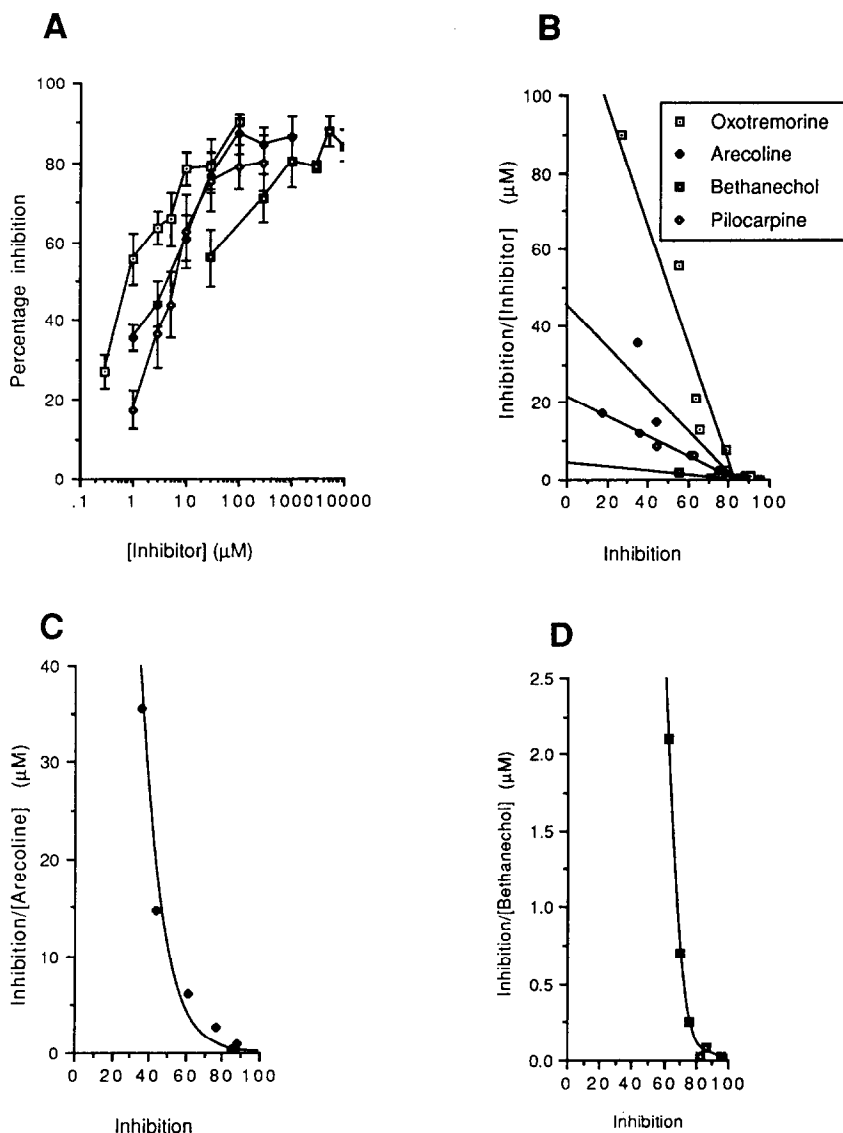 A
100
80
60
40
20
0
Percentage inhibition
.1 1 10 100 1000 10000
[Inhibitor] (µM)
B
100
80
60
40
20
0
Inhibition/[Inhibitor] (µM)
Oxotremorine
Arecoline
Bethanechol
Pilocarpine
0 20 40 60 80 100
Inhibition
C
40
30
20
10
0
Inhibition/[Arecoline] (µM)
0 20 40 60 80 100
Inhibition
D
2.5
2.0
1.5
1.0
0.5
0.0
Inhibition/[Bethanechol] (µM)
0 20 40 60 80 100
Inhibition